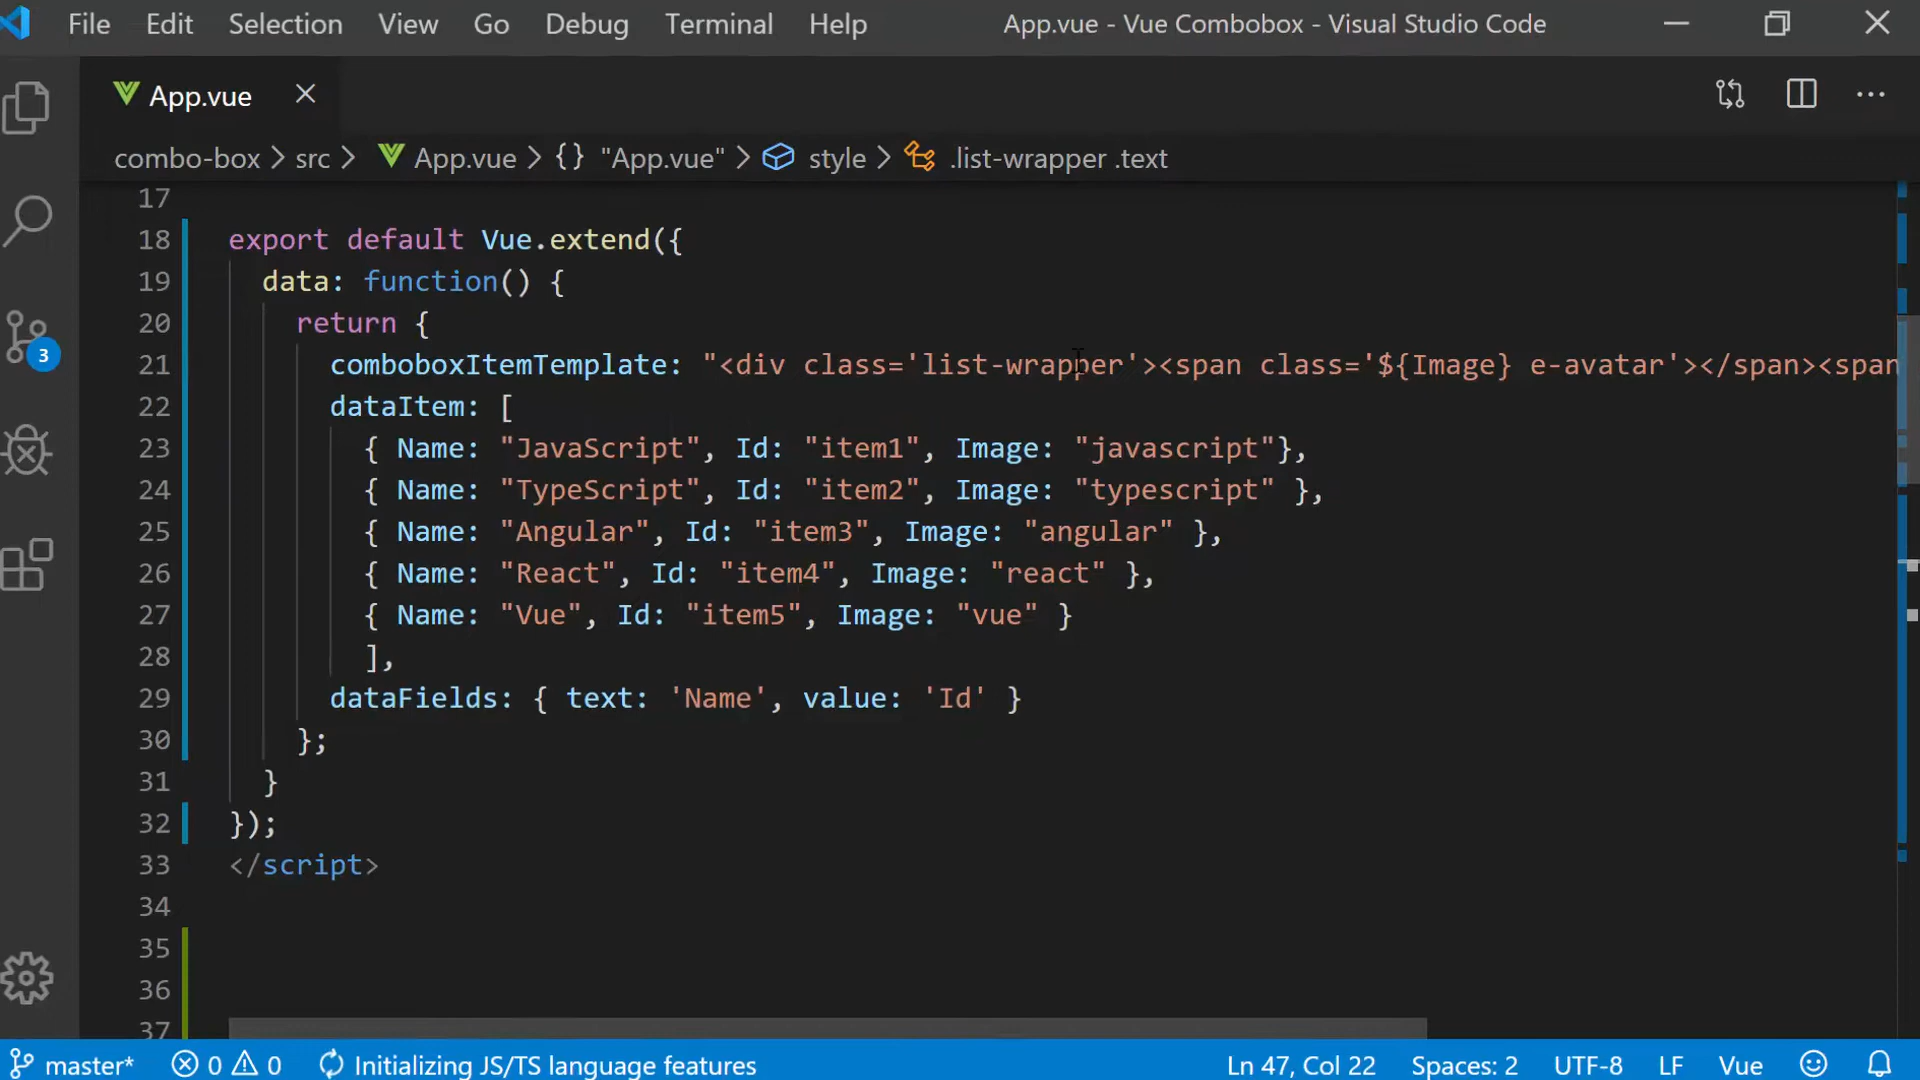 File Edit Selection View Go Debug Terminal Help App.vue - Vue Combobox - Visual Studio Code
App.vue
combo-box > src > App.vue > {} "App.vue" > style > .list-wrapper .text
17
18 export default Vue.extend({
19 data: function() {
20 return {
21 comboboxItemTemplate: "<div class='list-wrapper'><span class='${Image} e-avatar'></span><span
22 dataItem: [
23 { Name: "JavaScript", Id: "item1", Image: "javascript"},
24 { Name: "TypeScript", Id: "item2", Image: "typescript" },
25 { Name: "Angular", Id: "item3", Image: "angular" },
26 { Name: "React", Id: "item4", Image: "react" },
27 { Name: "Vue", Id: "item5", Image: "vue" }
28 ],
29 dataFields: { text: 'Name', value: 'Id' }
30 };
31 }
32 });
33 </script>
34
35
36
37
3
master* 0 0 Initializing JS/TS language features Ln 47, Col 22 Spaces: 2 UTF-8 LF Vue